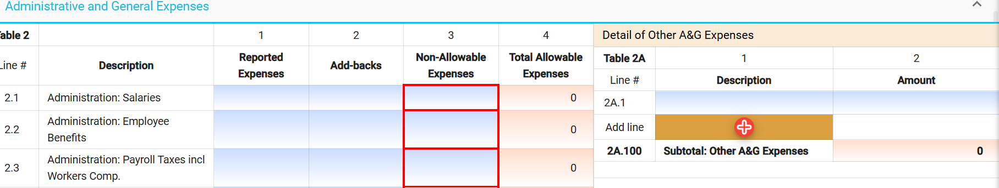 Administrative and General Expenses
Table 2 1 2 3 4
Line # Description Reported Expenses Add-backs Non-Allowable Expenses Total Allowable Expenses
2.1 Administration: Salaries 0
2.2 Administration: Employee Benefits 0
2.3 Administration: Payroll Taxes incl Workers Comp. 0
Detail of Other A&G Expenses
Table 2A 1 2
Line # Description Amount
2A.1
Add line
2A.100 Subtotal: Other A&G Expenses 0